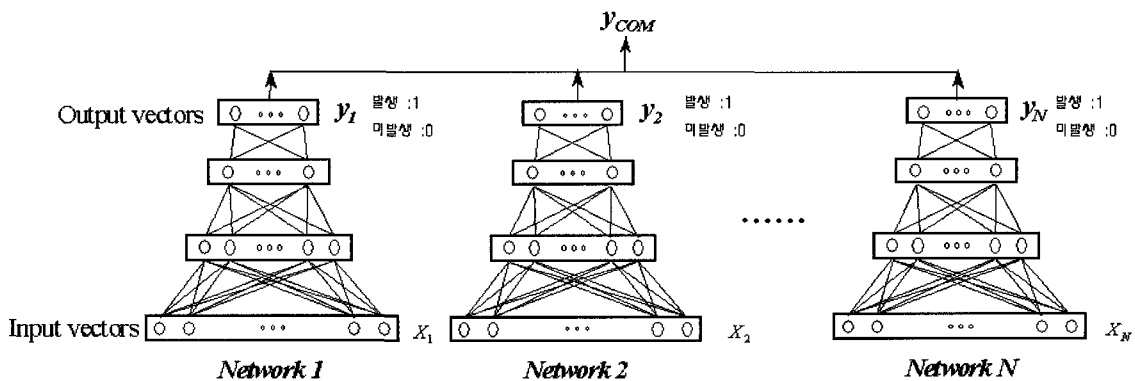 y_COM
Output vectors
y_1
발생 :1
미발생 :0
y_2
발생 :1
미발생 :0
y_N
발생 :1
미발생 :0
......
Input vectors
X_1
X_2
X_N
Network 1
Network 2
Network N